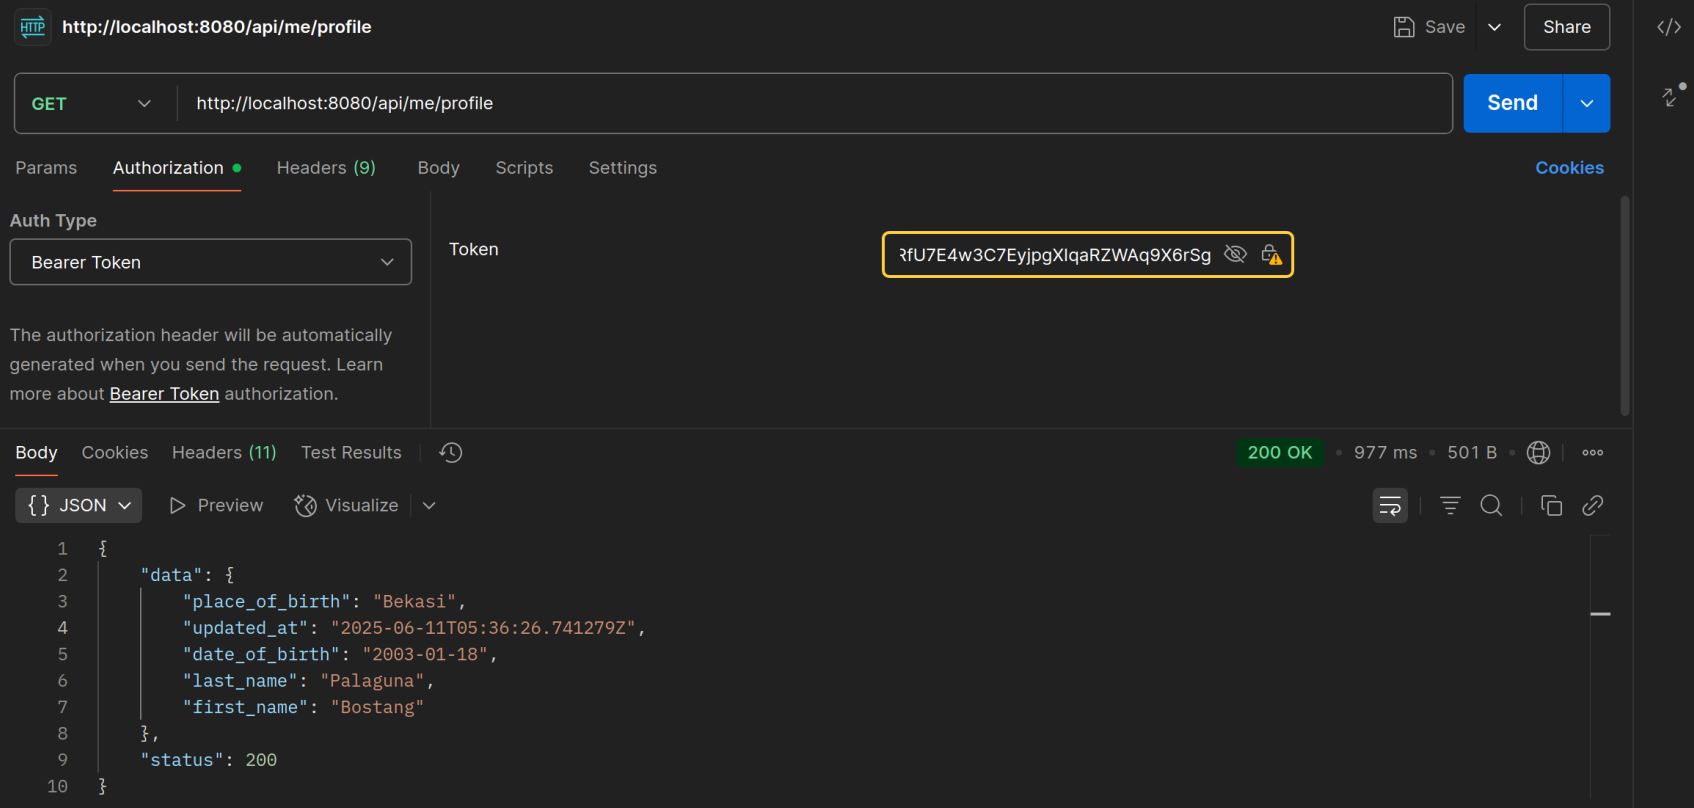 HTTP http://localhost:8080/api/me/profile Save Share
GET http://localhost:8080/api/me/profile Send
Params Authorization Headers (9) Body Scripts Settings Cookies
Auth Type
Bearer Token
Token
RfU7E4w3C7EyjpgXIqaRZWAq9X6rSg
The authorization header will be automatically
generated when you send the request. Learn
more about Bearer Token authorization.
Body Cookies Headers (11) Test Results 200 OK • 977 ms • 501 B
{} JSON Preview Visualize
1 {
2 "data": {
3 "place_of_birth": "Bekasi",
4 "updated_at": "2025-06-11T05:36:26.741279Z",
5 "date_of_birth": "2003-01-18",
6 "last_name": "Palaguna",
7 "first_name": "Bostang"
8 },
9 "status": 200
10 }